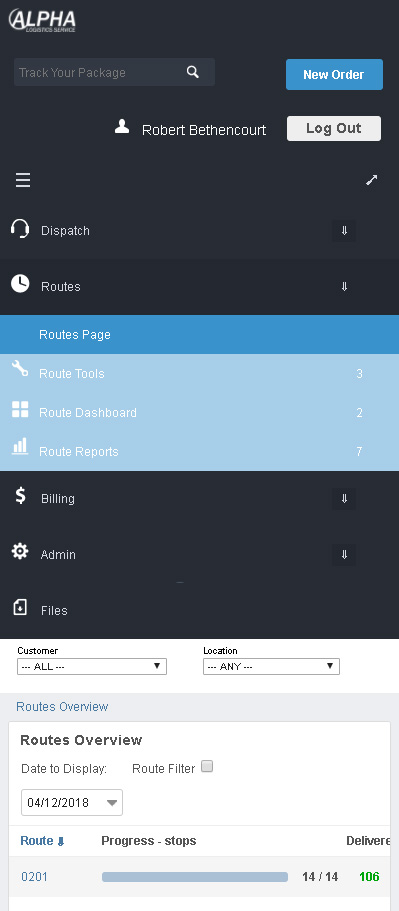 ALPHA
LOGISTICS SERVICE
Track Your Package
New Order
Robert Bethencourt
Log Out
Dispatch ⇓
Routes ⇓
Routes Page
Route Tools 3
Route Dashboard 2
Route Reports 7
Billing ⇓
Admin ⇓
Files
Customer Location
--- ALL --- --- ANY ---
Routes Overview
Routes Overview
Date to Display: Route Filter
04/12/2018
Route Progress - stops Delivere
0201 14 / 14 106